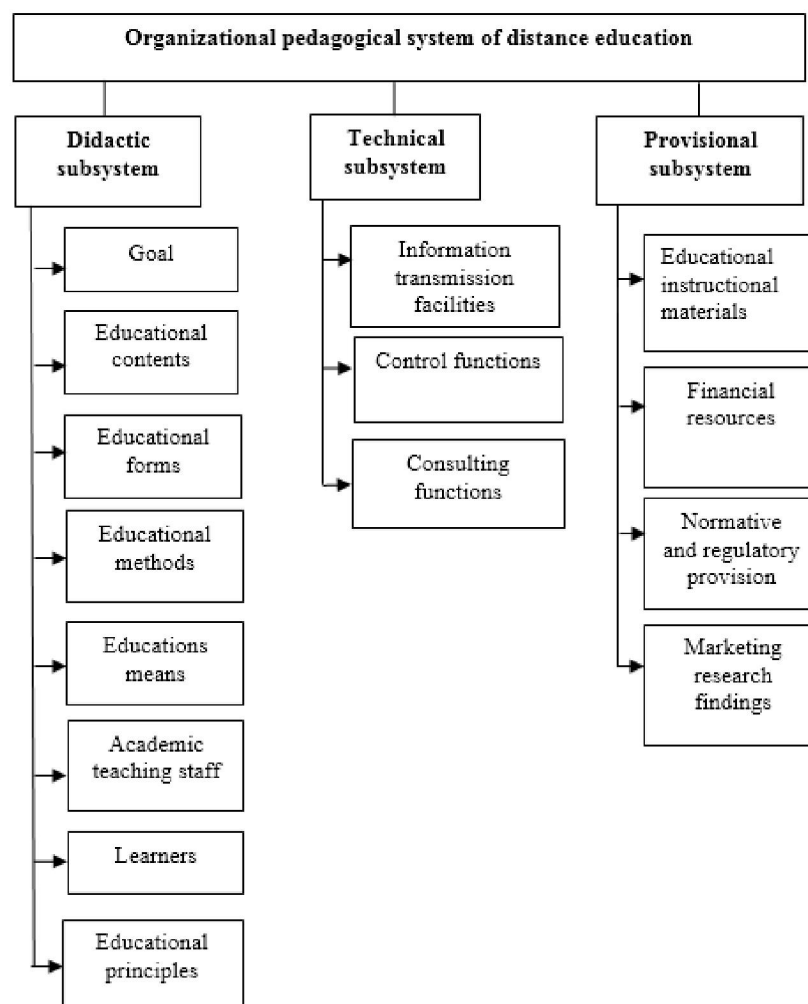 Organizational pedagogical system of distance education
Didactic
subsystem
Goal
Educational
contents
Educational
forms
Educational
methods
Educations
means
Academic
teaching staff
Learners
Educational
principles
Technical
subsystem
Information
transmission
facilities
Control functions
Consulting
functions
Provisional
subsystem
Educational
instructional
materials
Financial
resources
Normative
and regulatory
provision
Marketing
research
findings